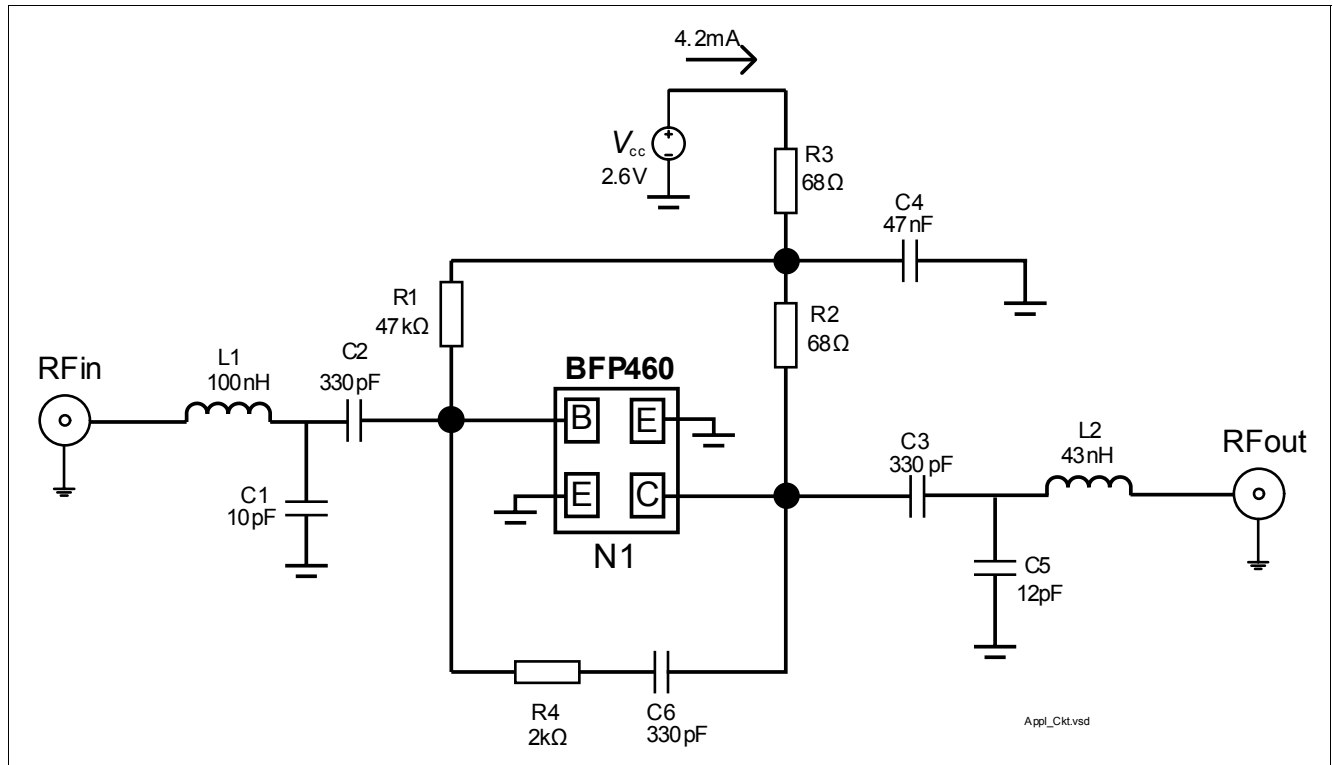 4.2mA
Vcc
2.6V
R3
68Ω
C4
47nF
R1
47kΩ
R2
68Ω
RFin
L1
100nH
C2
330pF
BFP460
B
E
E
C
N1
C1
10pF
C3
330pF
L2
43nH
RFout
C5
12pF
R4
2kΩ
C6
330pF
Appl_Ckt.vsd